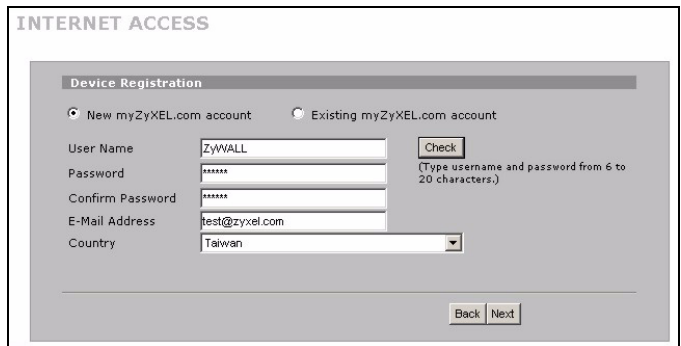 INTERNET ACCESS
Device Registration
New myZyXEL.com account Existing myZyXEL.com account
User Name ZyWALL Check
(Type username and password from 6 to
20 characters.)
Password ******
Confirm Password ******
E-Mail Address test@zyxel.com
Country Taiwan
Back Next